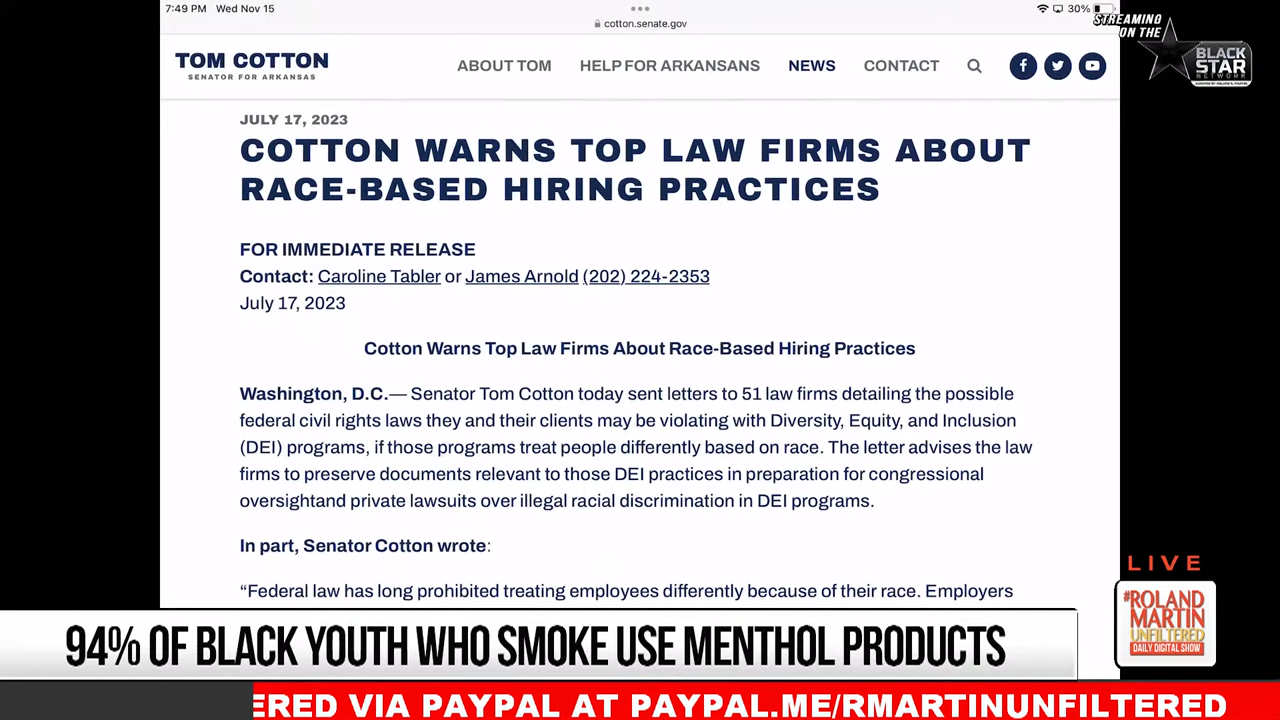 7:49 PM Wed Nov 15
30%
cotton.senate.gov
STREAMING
ON THE
BLACK
STAR
NETWORK
TOM COTTON
SENATOR FOR ARKANSAS
ABOUT TOM HELP FOR ARKANSANS NEWS CONTACT
JULY 17, 2023
COTTON WARNS TOP LAW FIRMS ABOUT
RACE-BASED HIRING PRACTICES
FOR IMMEDIATE RELEASE
Contact: Caroline Tabler or James Arnold (202) 224-2353
July 17, 2023
Cotton Warns Top Law Firms About Race-Based Hiring Practices
Washington, D.C.— Senator Tom Cotton today sent letters to 51 law firms detailing the possible
federal civil rights laws they and their clients may be violating with Diversity, Equity, and Inclusion
(DEI) programs, if those programs treat people differently based on race. The letter advises the law
firms to preserve documents relevant to those DEI practices in preparation for congressional
oversightand private lawsuits over illegal racial discrimination in DEI programs.
In part, Senator Cotton wrote:
“Federal law has long prohibited treating employees differently because of their race. Employers
LIVE
#ROLAND
MARTIN
UNFILTERED
DAILY DIGITAL SHOW
94% OF BLACK YOUTH WHO SMOKE USE MENTHOL PRODUCTS
ERED VIA PAYPAL AT PAYPAL.ME/RMARTINUNFILTERED